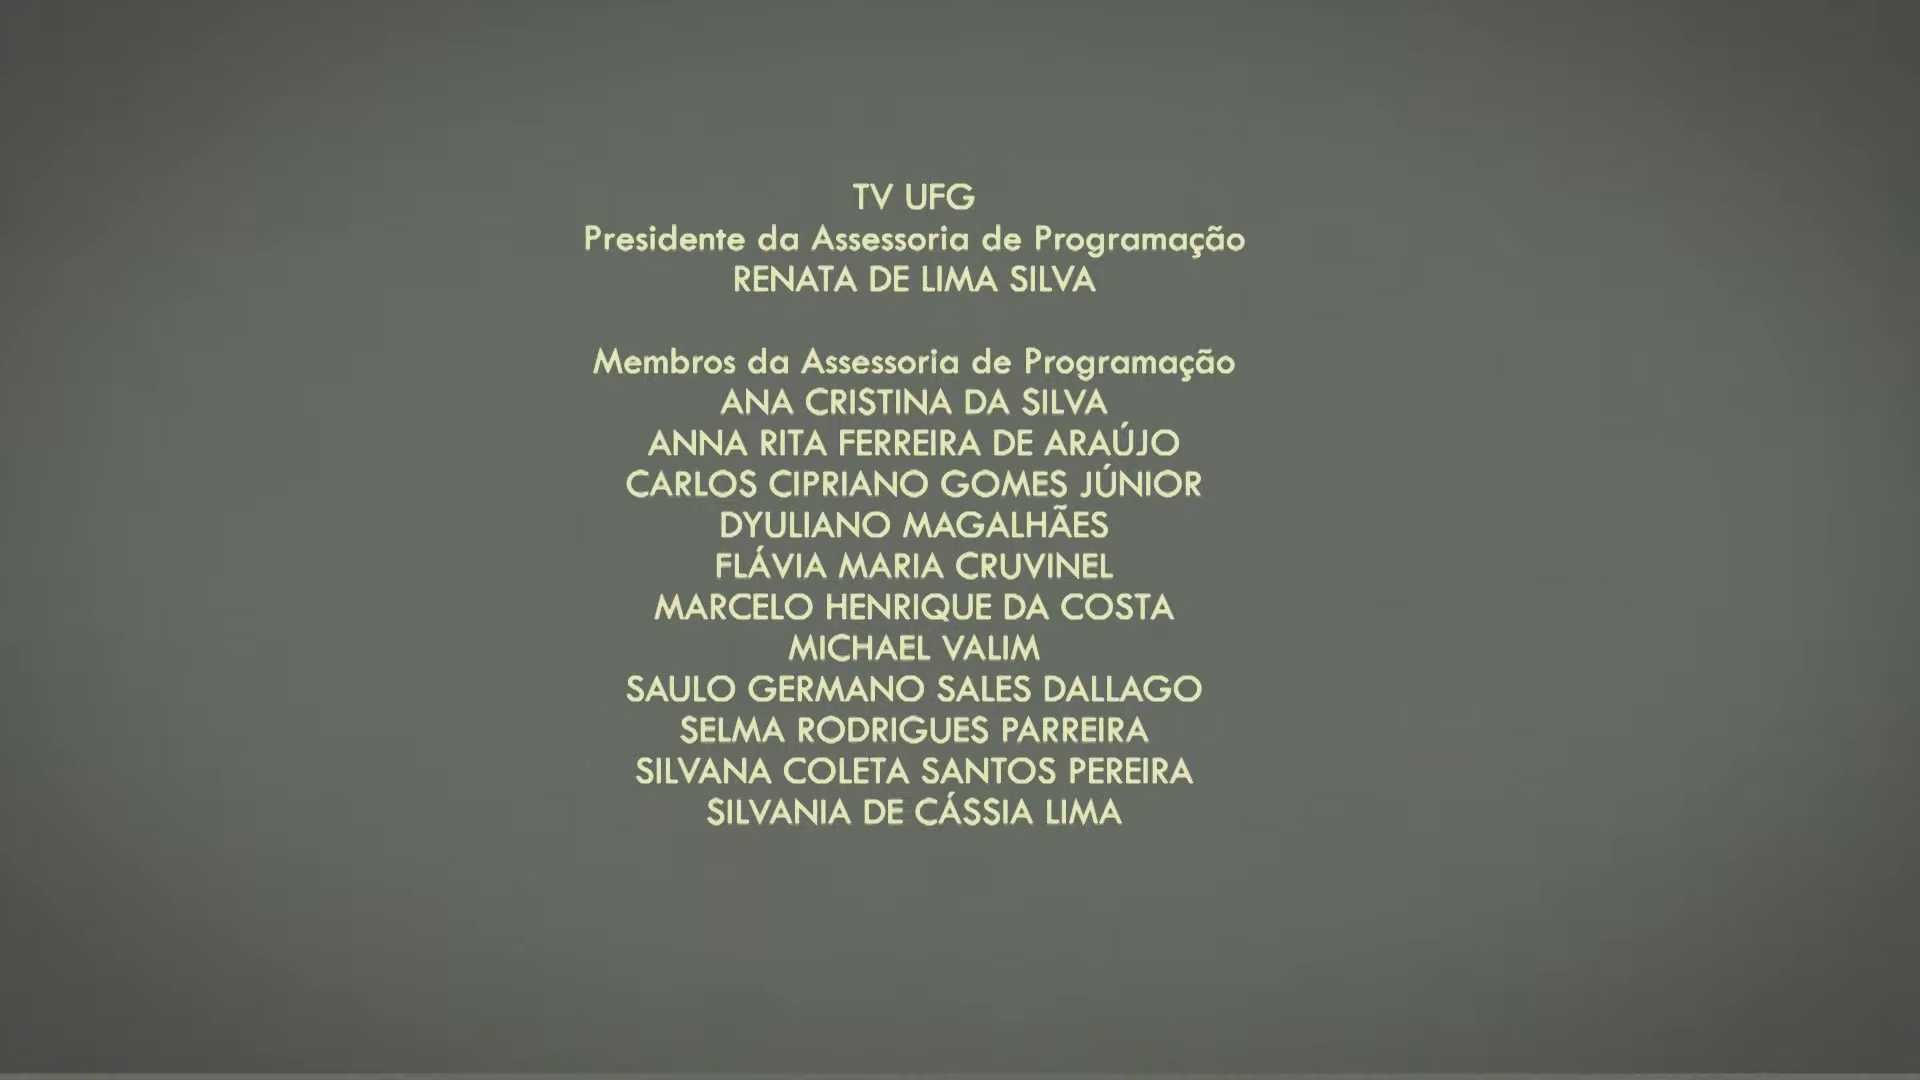 TV UFG
Presidente da Assessoria de Programação
RENATA DE LIMA SILVA
Membros da Assessoria de Programação
ANA CRISTINA DA SILVA
ANNA RITA FERREIRA DE ARAÚJO
CARLOS CIPRIANO GOMES JÚNIOR
DYULIANO MAGALHÃES
FLÁVIA MARIA CRUVINEL
MARCELO HENRIQUE DA COSTA
MICHAEL VALIM
SAULO GERMANO SALES DALLAGO
SELMA RODRIGUES PARREIRA
SILVANA COLETA SANTOS PEREIRA
SILVANIA DE CÁSSIA LIMA